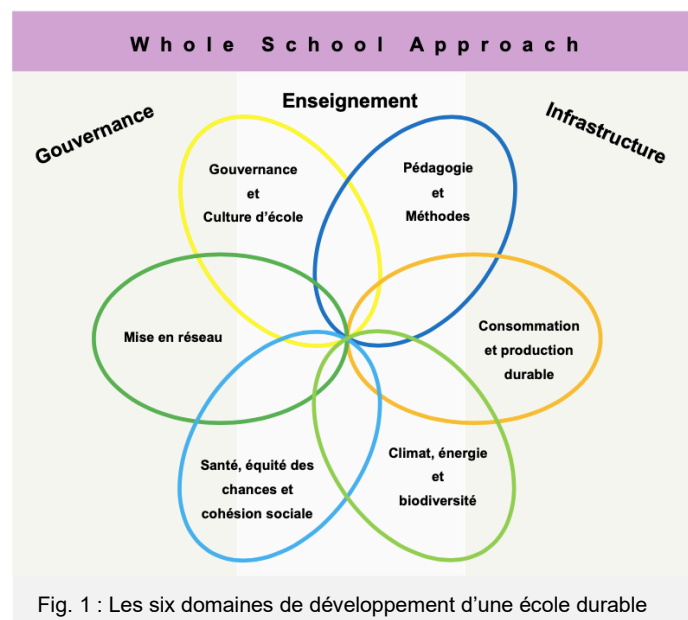 Whole School Approach
Gouvernance
Enseignement
Infrastructure
Gouvernance
et
Culture d'école
Pédagogie
et
Méthodes
Mise en réseau
Consommation
et production
durable
Santé, équité des
chances et
cohésion sociale
Climat, énergie
et
biodiversité
Fig. 1 : Les six domaines de développement d'une école durable